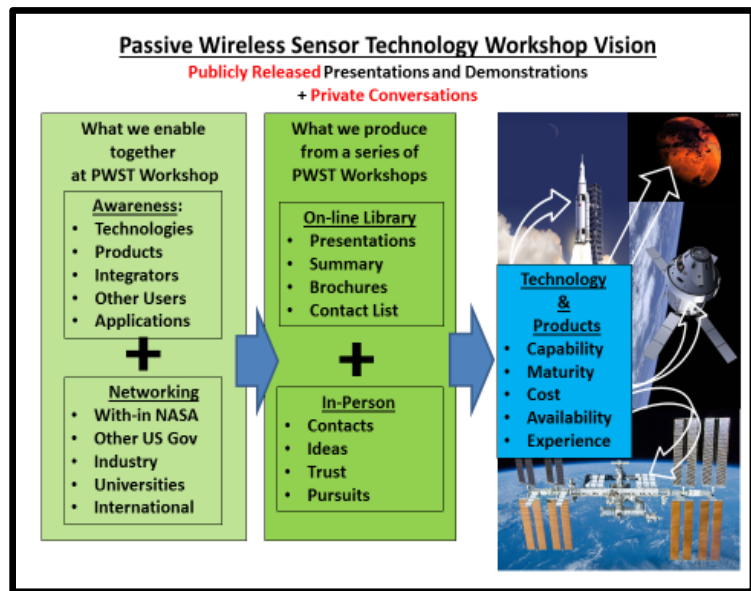 Passive Wireless Sensor Technology Workshop Vision
Publicly Released Presentations and Demonstrations
+ Private Conversations
What we enable
together
at PWST Workshop
Awareness:
• Technologies
• Products
• Integrators
• Other Users
• Applications
+
Networking
• With-in NASA
• Other US Gov
• Industry
• Universities
• International
What we produce
from a series of
PWST Workshops
On-line Library
• Presentations
• Summary
• Brochures
• Contact List
+
In-Person
• Contacts
• Ideas
• Trust
• Pursuits
Technology
&
Products
• Capability
• Maturity
• Cost
• Availability
• Experience